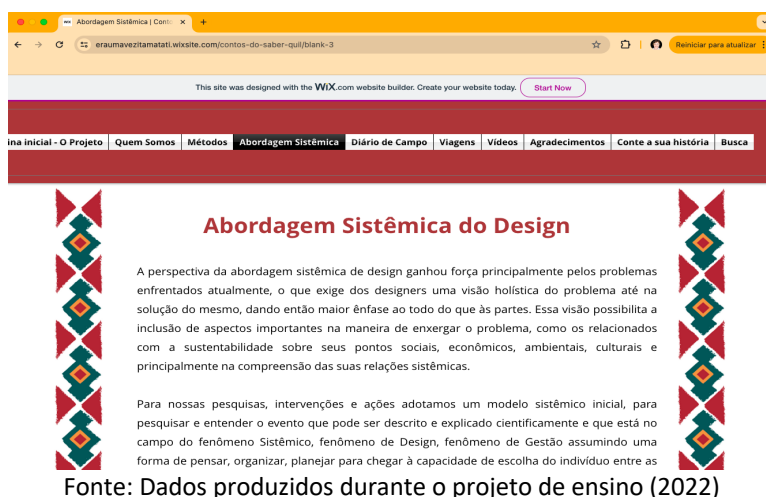 Abordagem Sistêmica | Conto
eraumavezitamatati.wixsite.com/contos-do-saber-quil/blank-3
Reiniciar para atualizar
This site was designed with the WiX.com website builder. Create your website today. Start Now
ina inicial - O Projeto Quem Somos Métodos Abordagem Sistêmica Diário de Campo Viagens Vídeos Agradecimentos Conte a sua história Busca
Abordagem Sistêmica do Design
A perspectiva da abordagem sistêmica de design ganhou força principalmente pelos problemas
enfrentados atualmente, o que exige dos designers uma visão holística do problema até na
solução do mesmo, dando então maior ênfase ao todo do que às partes. Essa visão possibilita a
inclusão de aspectos importantes na maneira de enxergar o problema, como os relacionados
com a sustentabilidade sobre seus pontos sociais, econômicos, ambientais, culturais e
principalmente na compreensão das suas relações sistêmicas.
Para nossas pesquisas, intervenções e ações adotamos um modelo sistêmico inicial, para
pesquisar e entender o evento que pode ser descrito e explicado cientificamente e que está no
campo do fenômeno Sistêmico, fenômeno de Design, fenômeno de Gestão assumindo uma
forma de pensar, organizar, planejar para chegar à capacidade de escolha do indivíduo entre as
Fonte: Dados produzidos durante o projeto de ensino (2022)